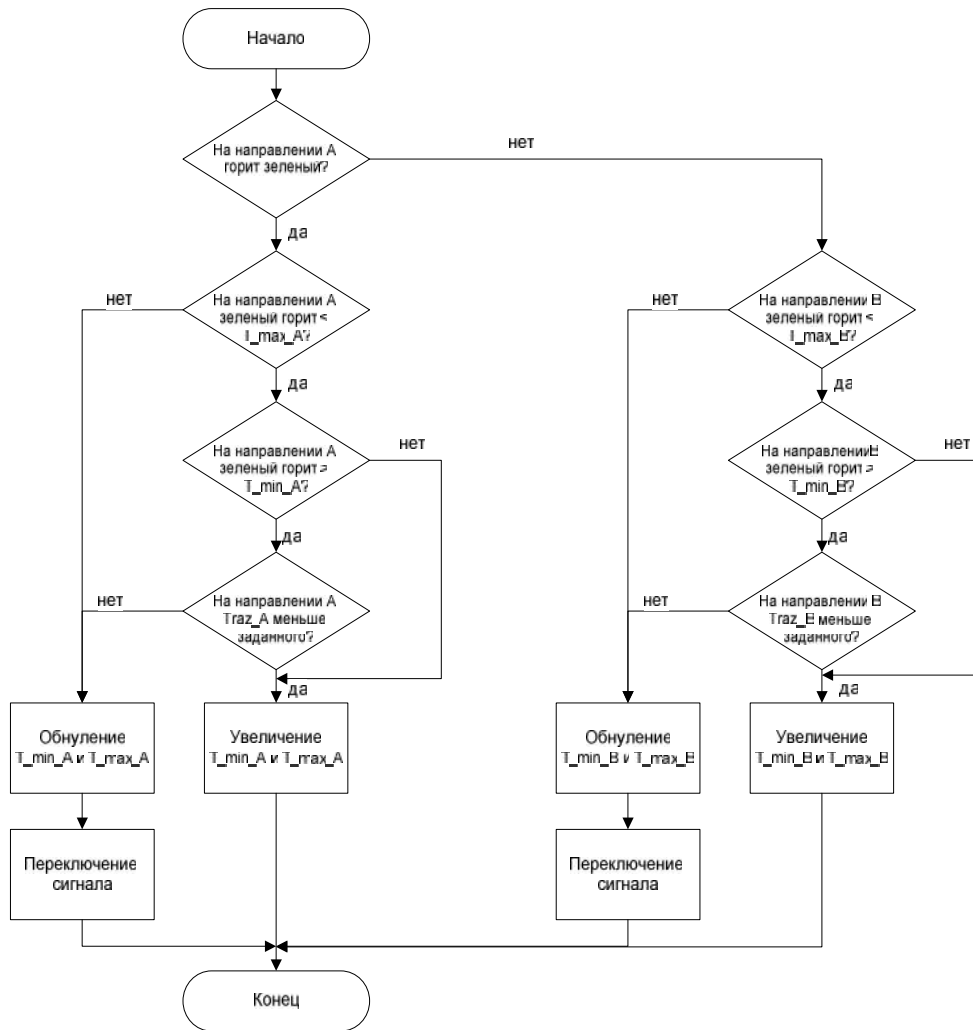 Начало
На направлении А
горит зеленый?
нет
да
На направлении А
зеленый горит <
T_max_A?
нет
да
На направлении А
зеленый горит >
T_min_A?
нет
да
На направлении А
Traz_A меньше
заданного?
нет
да
Обнуление
T_min_A и T_max_A
Увеличение
T_min_A и T_max_A
Переключение
сигнала
На направлении В
зеленый горит <
T_max_B?
нет
да
На направлении В
зеленый горит >
T_min_B?
нет
да
На направлении В
Traz_B меньше
заданного?
нет
да
Обнуление
T_min_B и T_max_B
Увеличение
T_min_B и T_max_B
Переключение
сигнала
Конец